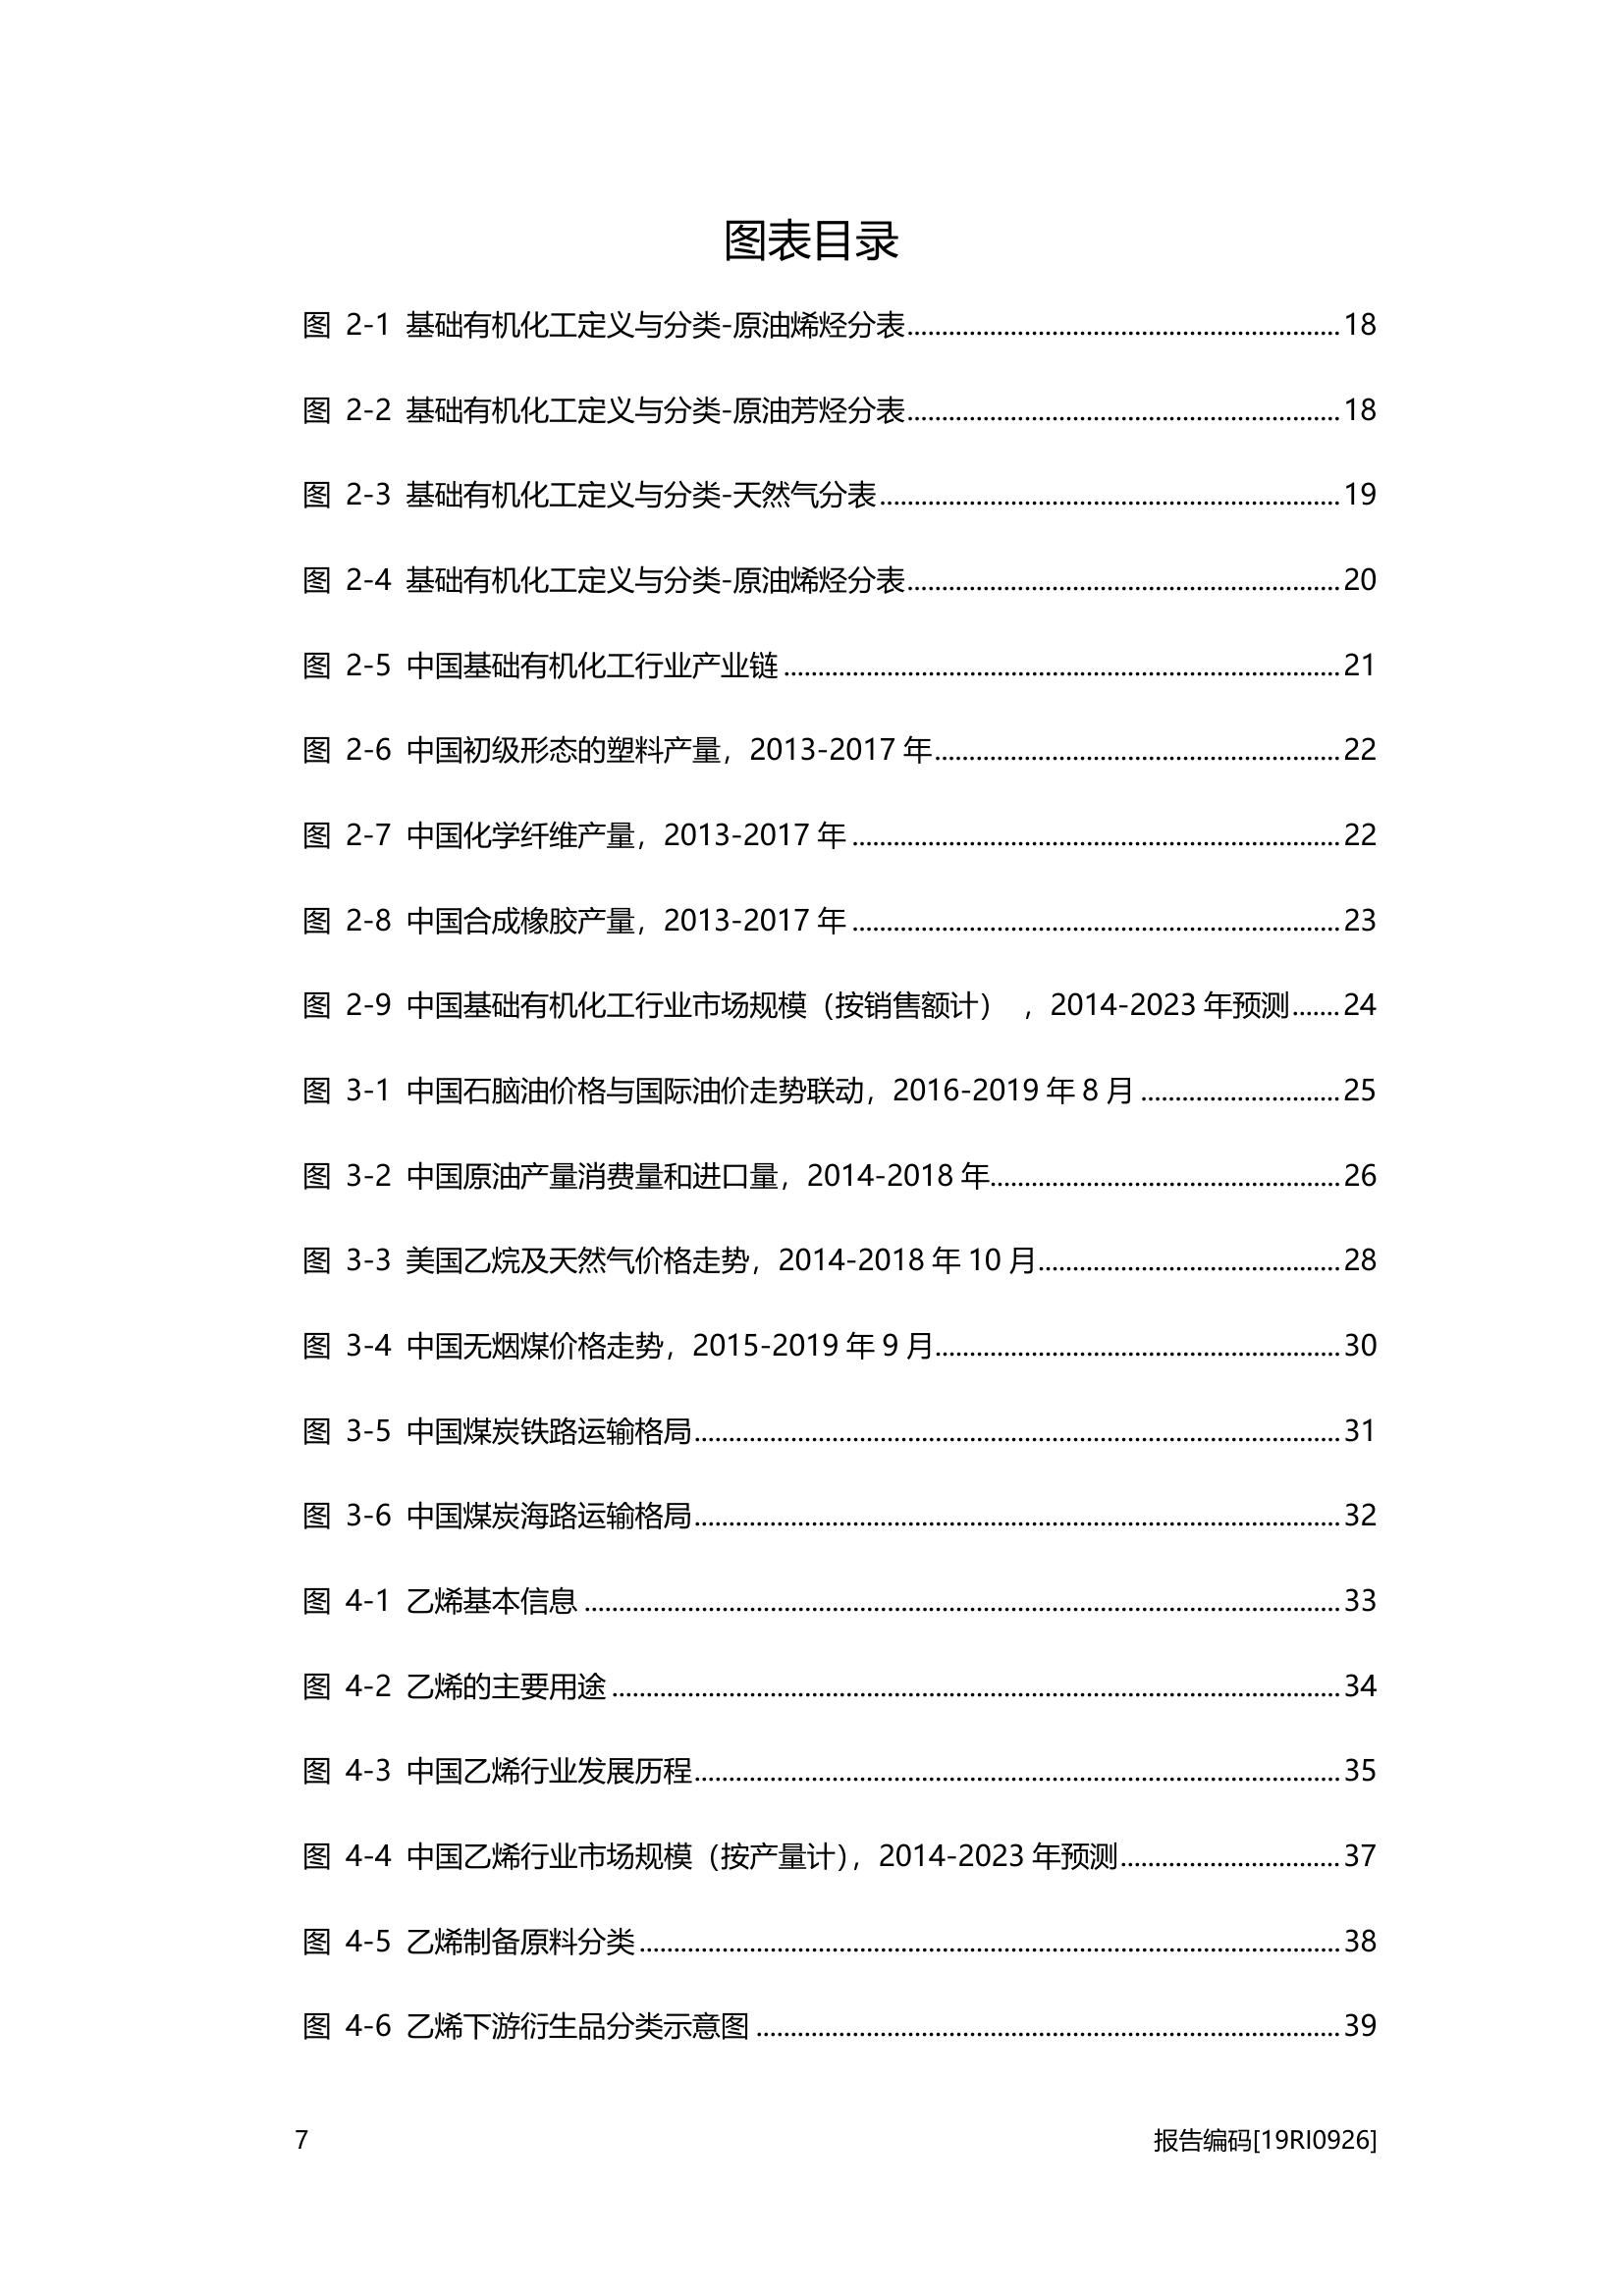 图表目录
图 2-1 基础有机化工定义与分类-原油烯烃分表 18
图 2-2 基础有机化工定义与分类-原油芳烃分表 18
图 2-3 基础有机化工定义与分类-天然气分表 19
图 2-4 基础有机化工定义与分类-原油烯烃分表 20
图 2-5 中国基础有机化工行业产业链 21
图 2-6 中国初级形态的塑料产量，2013-2017 年 22
图 2-7 中国化学纤维产量，2013-2017 年 22
图 2-8 中国合成橡胶产量，2013-2017 年 23
图 2-9 中国基础有机化工行业市场规模（按销售额计） ，2014-2023 年预测 24
图 3-1 中国石脑油价格与国际油价走势联动，2016-2019 年 8 月 25
图 3-2 中国原油产量消费量和进口量，2014-2018 年 26
图 3-3 美国乙烷及天然气价格走势，2014-2018 年 10 月 28
图 3-4 中国无烟煤价格走势，2015-2019 年 9 月 30
图 3-5 中国煤炭铁路运输格局 31
图 3-6 中国煤炭海路运输格局 32
图 4-1 乙烯基本信息 33
图 4-2 乙烯的主要用途 34
图 4-3 中国乙烯行业发展历程 35
图 4-4 中国乙烯行业市场规模（按产量计），2014-2023 年预测 37
图 4-5 乙烯制备原料分类 38
图 4-6 乙烯下游衍生品分类示意图 39
7 报告编码[19RI0926]